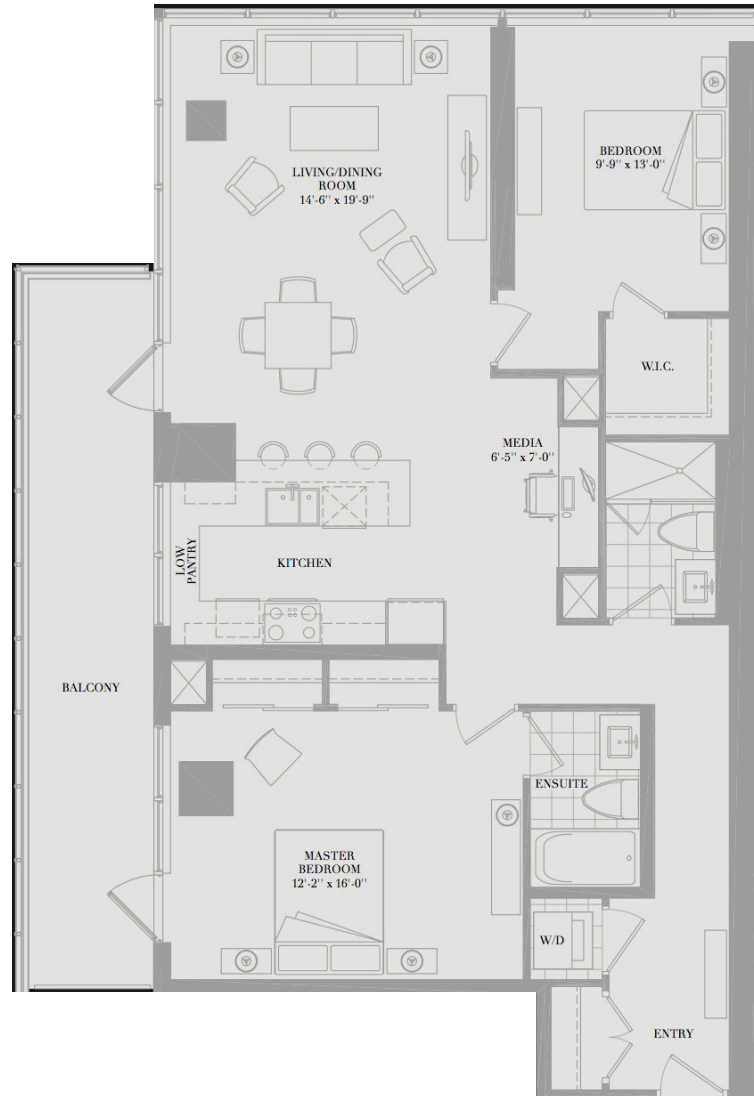 LIVING/DINING
ROOM
14'-6'' x 19'-9''
BEDROOM
9'-9'' x 13'-0''
W.I.C.
MEDIA
6'-5'' x 7'-0''
LOW
PANTRY
KITCHEN
BALCONY
ENSUITE
MASTER
BEDROOM
12'-2'' x 16'-0''
W/D
ENTRY